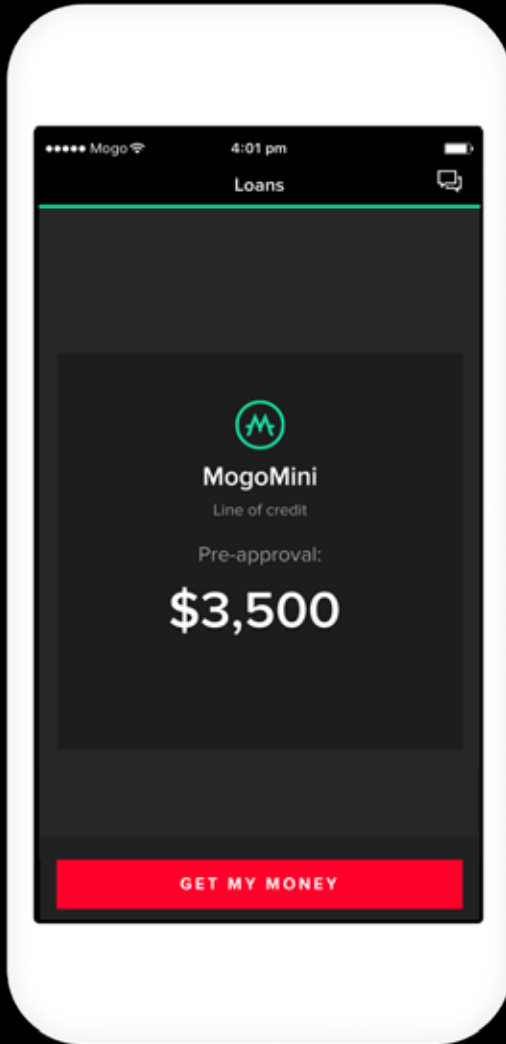 Mogo 4:01 pm
Loans
MogoMini
Line of credit
Pre-approval:
$3,500
GET MY MONEY